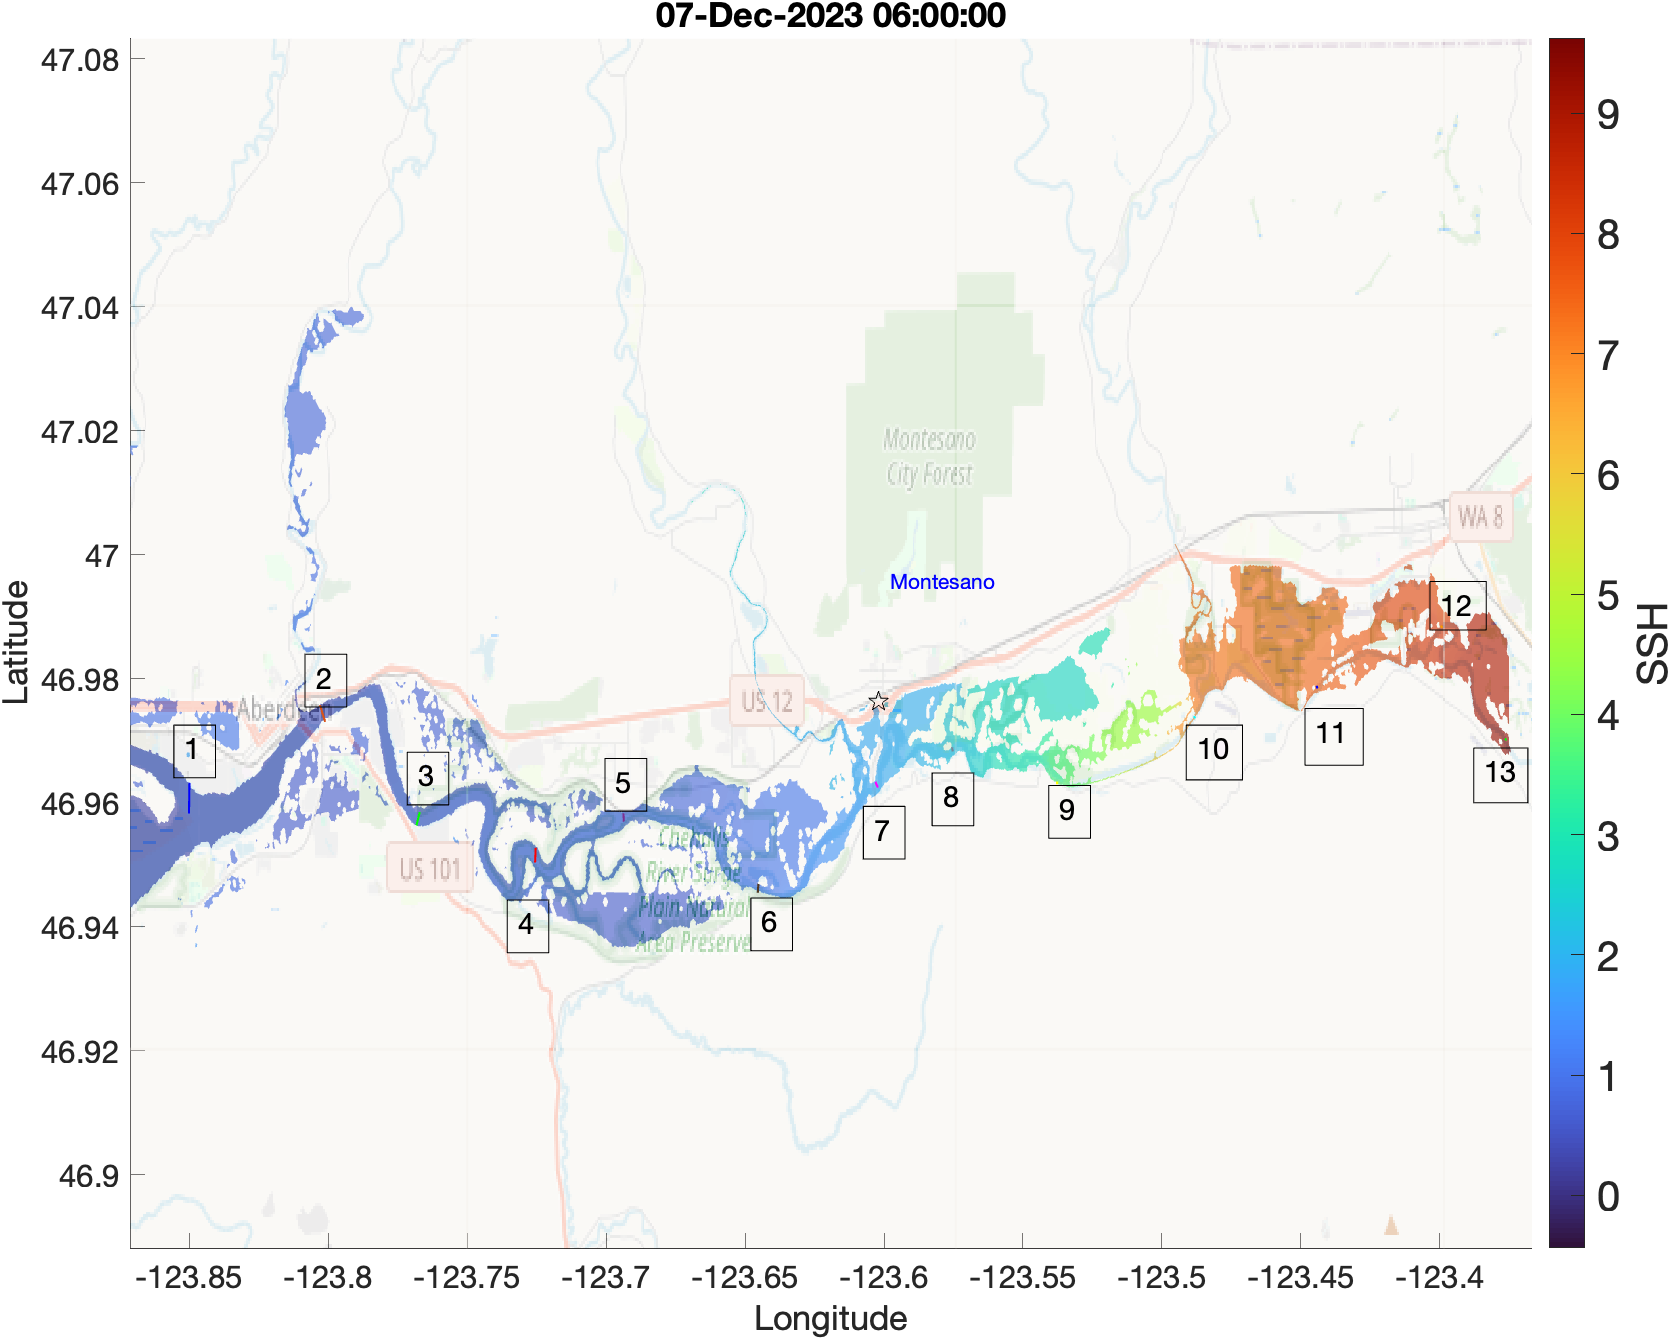 07-Dec-2023 06:00:00
47.08
47.06
47.04
47.02
47
46.98
46.96
46.94
46.92
46.9
Latitude
Montesano
City Forest
WA 8
Montesano
US 12
Aberdeen
US 101
Chehalis
River Surge
Plain Natural
Area Preserve
1
2
3
4
5
6
7
8
9
10
11
12
13
-123.85
-123.8
-123.75
-123.7
-123.65
-123.6
-123.55
-123.5
-123.45
-123.4
Longitude
9
8
7
6
5
4
3
2
1
0
HSS